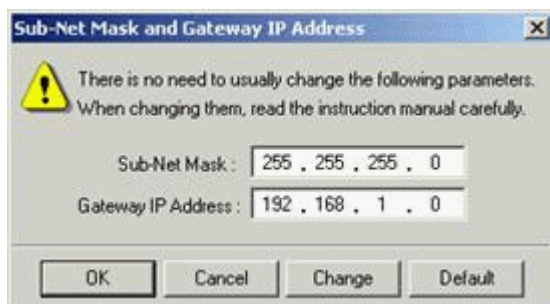 Sub-Net Mask and Gateway IP Address
There is no need to usually change the following parameters.
When changing them, read the instruction manual carefully.
Sub-Net Mask : 255 . 255 . 255 . 0
Gateway IP Address : 192 . 168 . 1 . 0
OK Cancel Change Default